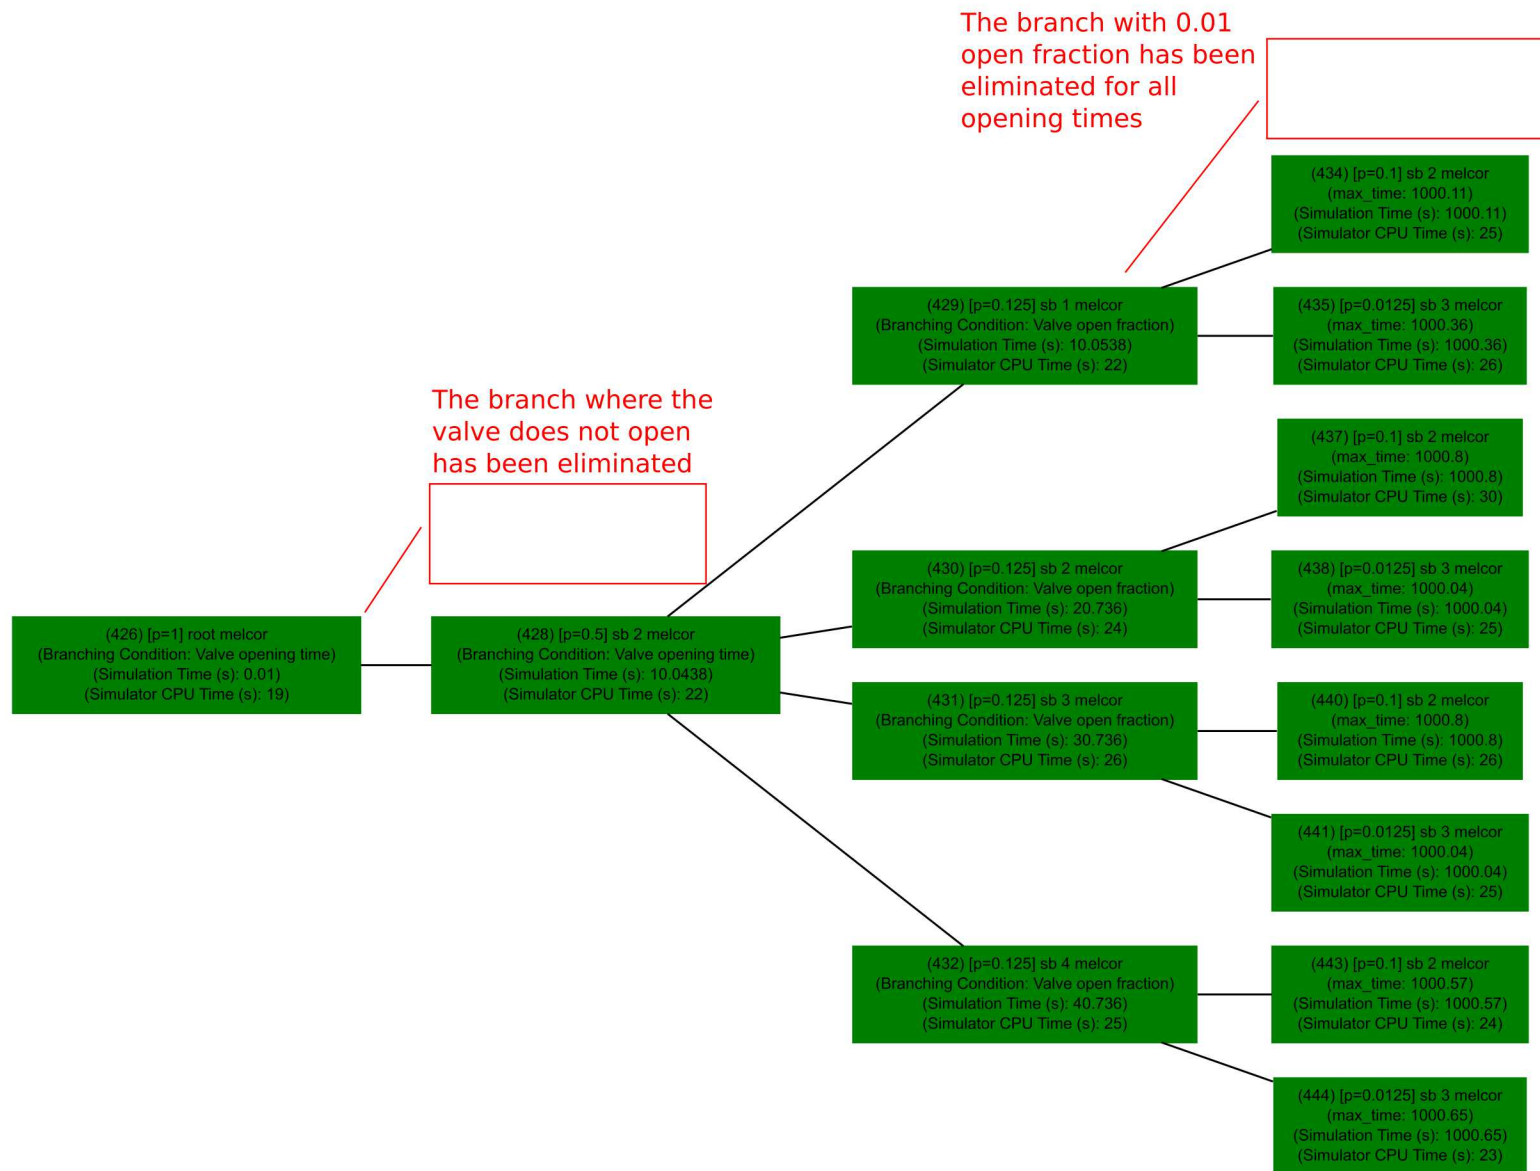 The branch with 0.01
open fraction has been
eliminated for all
opening times
(434) [p=0.1] sb 2 melcor
(max_time: 1000.11)
(Simulation Time (s): 1000.11)
(Simulator CPU Time (s): 25)
(429) [p=0.125] sb 1 melcor
(Branching Condition: Valve open fraction)
(Simulation Time (s): 10.0538)
(Simulator CPU Time (s): 22)
(435) [p=0.0125] sb 3 melcor
(max_time: 1000.36)
(Simulation Time (s): 1000.36)
(Simulator CPU Time (s): 26)
The branch where the
valve does not open
has been eliminated
(437) [p=0.1] sb 2 melcor
(max_time: 1000.8)
(Simulation Time (s): 1000.8)
(Simulator CPU Time (s): 30)
(430) [p=0.125] sb 2 melcor
(Branching Condition: Valve open fraction)
(Simulation Time (s): 20.736)
(Simulator CPU Time (s): 24)
(438) [p=0.0125] sb 3 melcor
(max_time: 1000.04)
(Simulation Time (s): 1000.04)
(Simulator CPU Time (s): 25)
(426) [p=1] root melcor
(Branching Condition: Valve opening time)
(Simulation Time (s): 0.01)
(Simulator CPU Time (s): 19)
(428) [p=0.5] sb 2 melcor
(Branching Condition: Valve opening time)
(Simulation Time (s): 10.0438)
(Simulator CPU Time (s): 22)
(431) [p=0.125] sb 3 melcor
(Branching Condition: Valve open fraction)
(Simulation Time (s): 30.736)
(Simulator CPU Time (s): 26)
(440) [p=0.1] sb 2 melcor
(max_time: 1000.8)
(Simulation Time (s): 1000.8)
(Simulator CPU Time (s): 26)
(441) [p=0.0125] sb 3 melcor
(max_time: 1000.04)
(Simulation Time (s): 1000.04)
(Simulator CPU Time (s): 25)
(432) [p=0.125] sb 4 melcor
(Branching Condition: Valve open fraction)
(Simulation Time (s): 40.736)
(Simulator CPU Time (s): 25)
(443) [p=0.1] sb 2 melcor
(max_time: 1000.57)
(Simulation Time (s): 1000.57)
(Simulator CPU Time (s): 24)
(444) [p=0.0125] sb 3 melcor
(max_time: 1000.65)
(Simulation Time (s): 1000.65)
(Simulator CPU Time (s): 23)